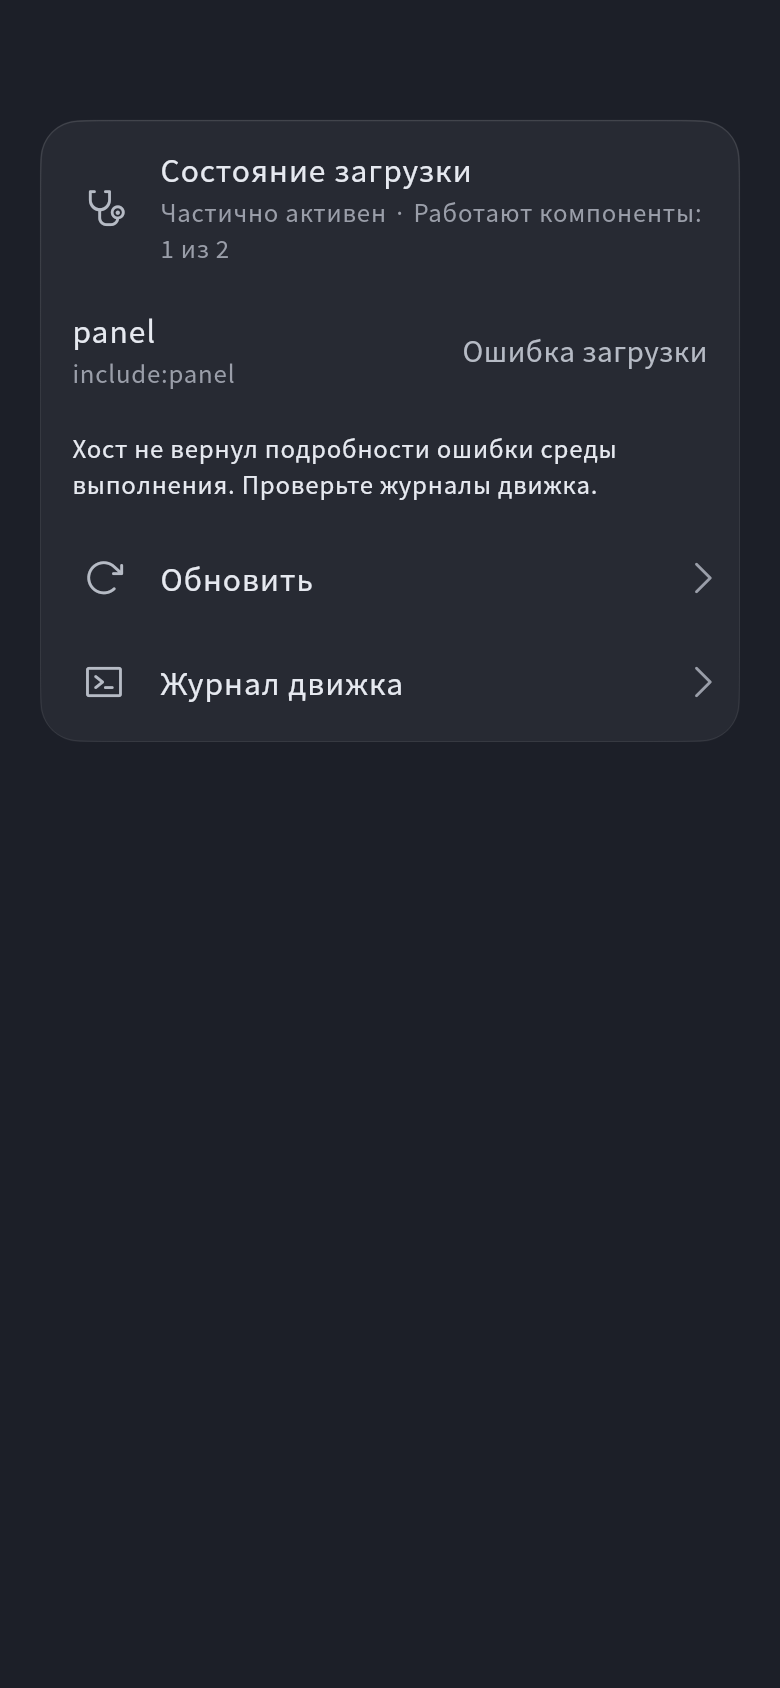 Состояние загрузки
Частично активен · Работают компоненты:
1 из 2
panel
include:panel
Ошибка загрузки
Хост не вернул подробности ошибки среды
выполнения. Проверьте журналы движка.
Обновить
Журнал движка